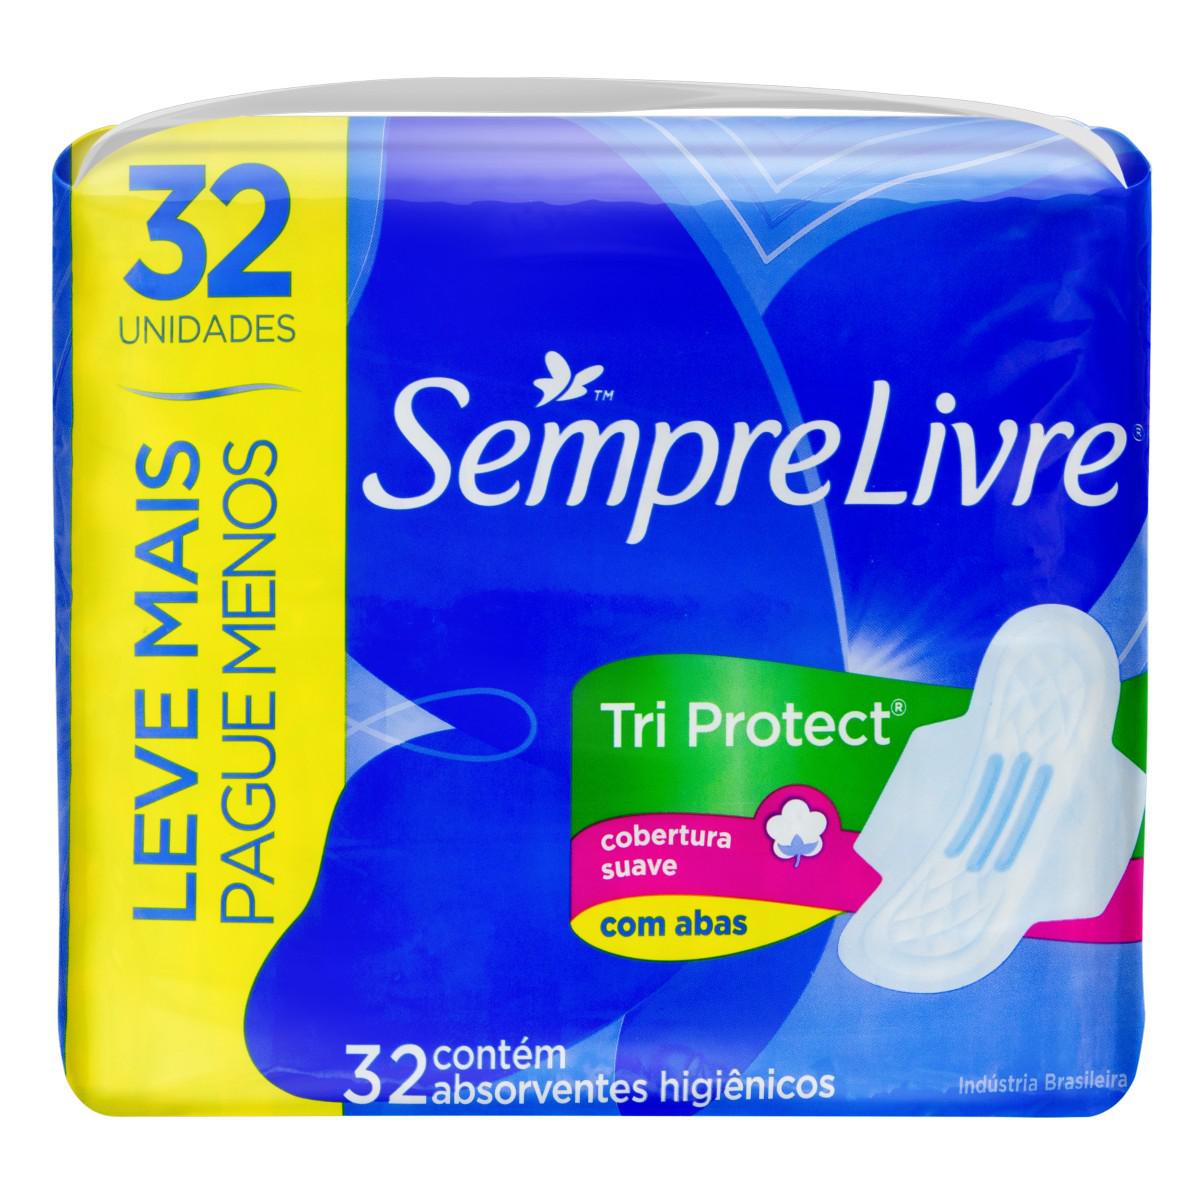 32
UNIDADES
LEVE MAIS
PAGUE MENOS
SempreLivre®
™
Tri Protect®
cobertura
suave
com abas
32 contém
absorventes higiênicos
Indústria Brasileira